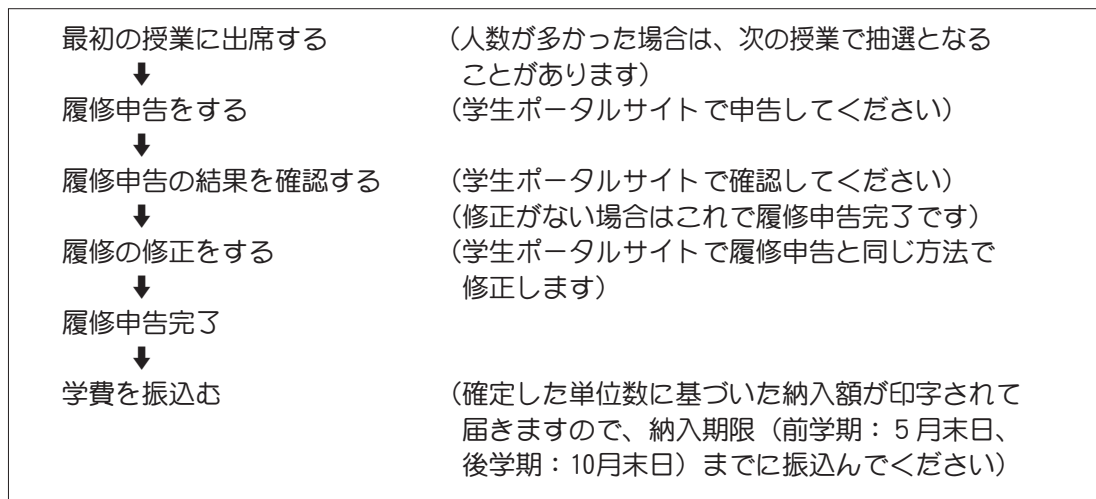 最初の授業に出席する （人数が多かった場合は、次の授業で抽選となる
ことがあります）
⬇
履修申告をする （学生ポータルサイトで申告してください）
⬇
履修申告の結果を確認する （学生ポータルサイトで確認してください）
⬇ （修正がない場合はこれで履修申告完了です）
履修の修正をする （学生ポータルサイトで履修申告と同じ方法で
⬇ 修正します）
履修申告完了
⬇
学費を振込む （確定した単位数に基づいた納入額が印字されて
届きますので、納入期限（前学期：５月末日、
後学期：10月末日）までに振込んでください）